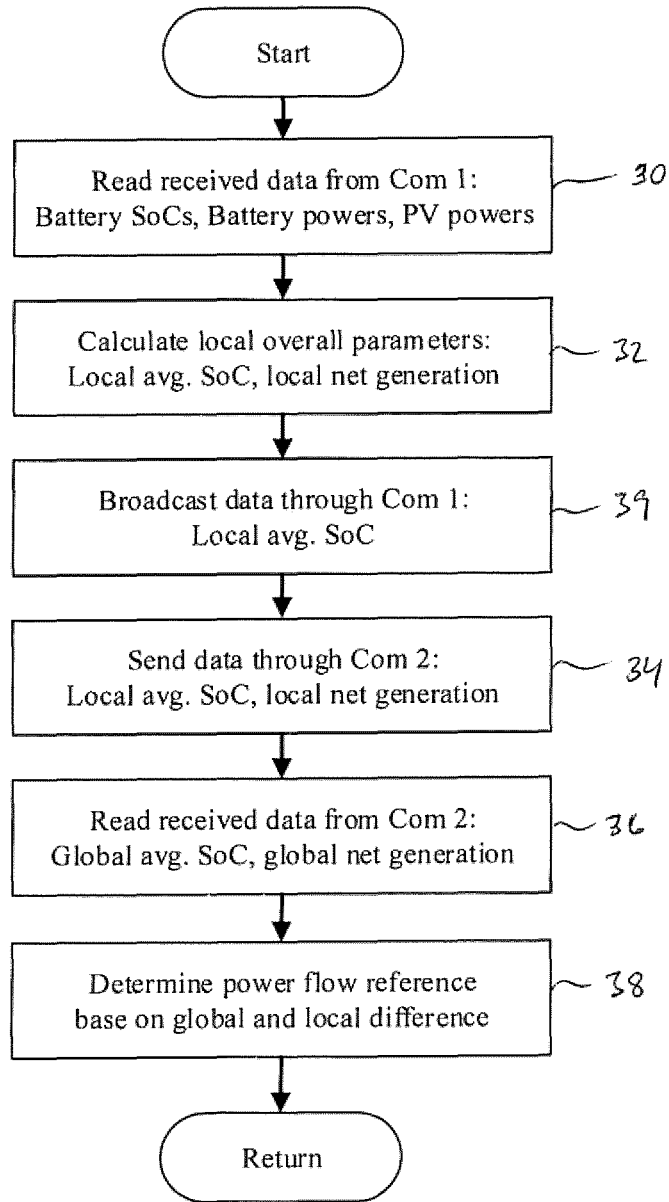 Start
Read received data from Com 1:
Battery SoCs, Battery powers, PV powers
30
Calculate local overall parameters:
Local avg. SoC, local net generation
32
Broadcast data through Com 1:
Local avg. SoC
39
Send data through Com 2:
Local avg. SoC, local net generation
34
Read received data from Com 2:
Global avg. SoC, global net generation
36
Determine power flow reference
base on global and local difference
38
Return